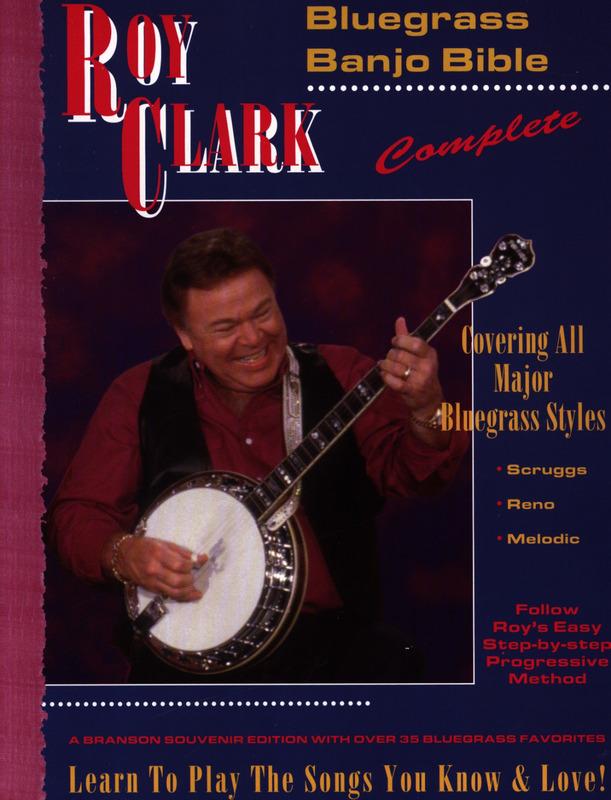 ROY
CLARK
Bluegrass
Banjo Bible
Complete
Covering All
Major
Bluegrass Styles
• Scruggs
• Reno
• Melodic
Follow
Roy's Easy
Step-by-step
Progressive
Method
A BRANSON SOUVENIR EDITION WITH OVER 35 BLUEGRASS FAVORITES
Learn To Play The Songs You Know & Love!